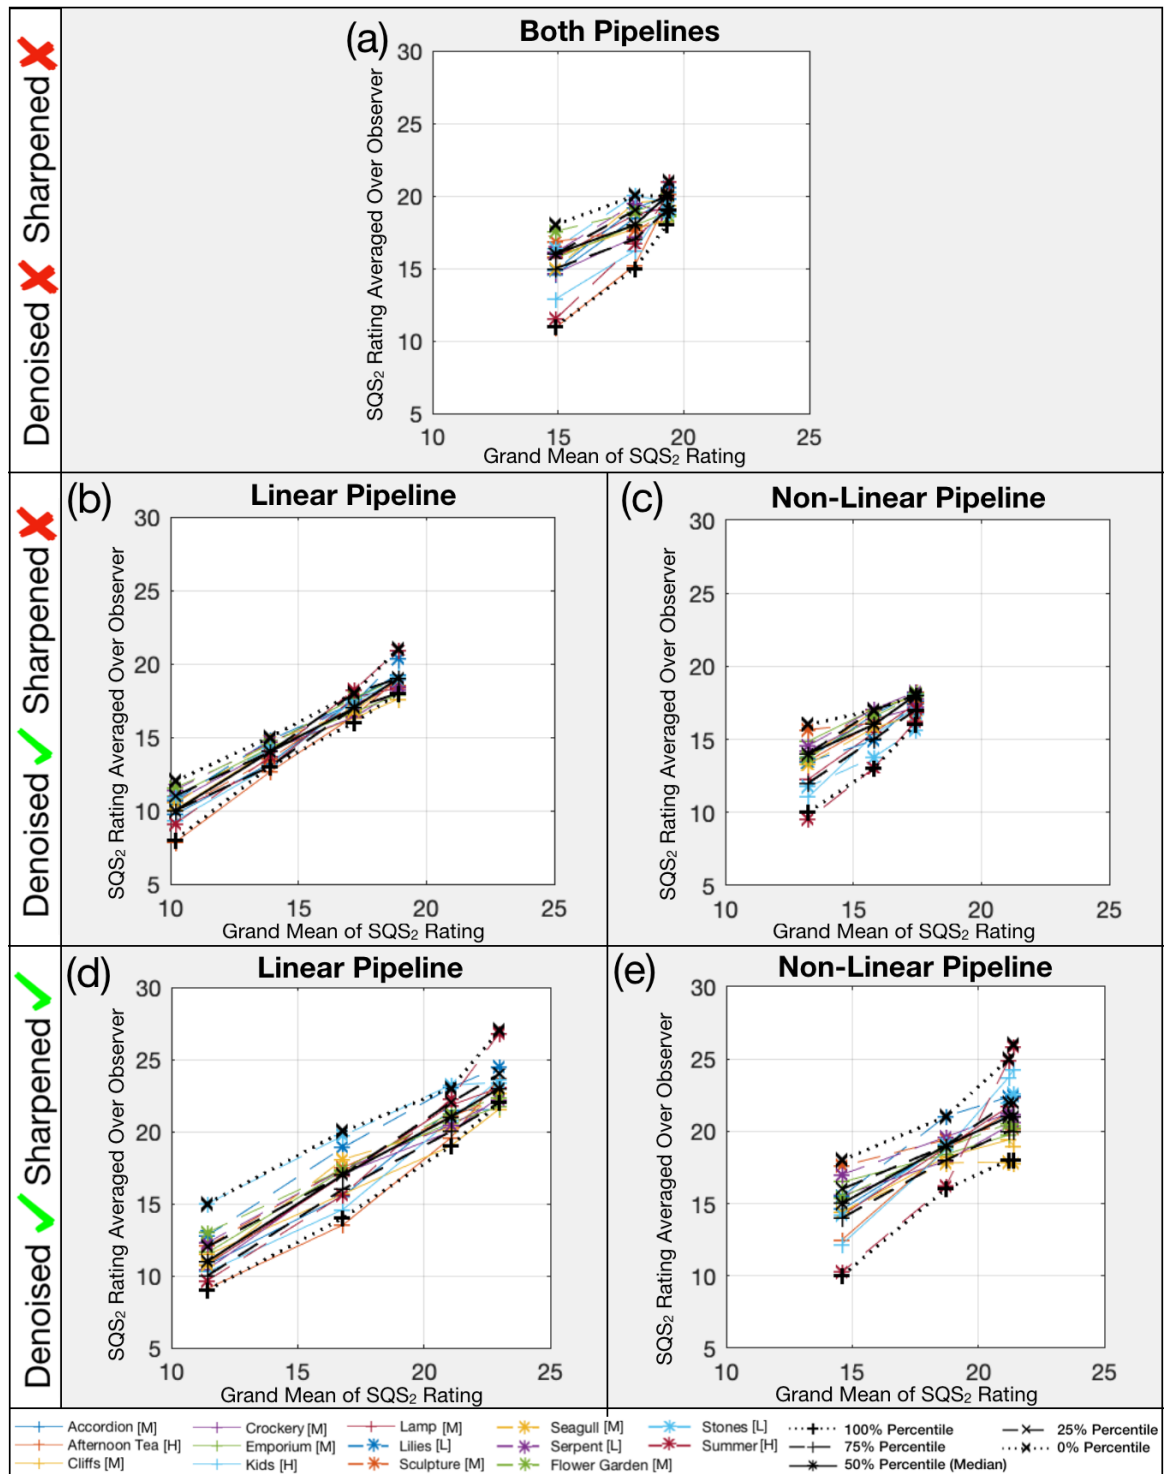 Denoised ✗ Sharpened ✗
(a)
Both Pipelines
SQS₂ Rating Averaged Over Observer
30
25
20
15
10
5
10 15 20 25
Grand Mean of SQS₂ Rating
Denoised ✓ Sharpened ✗
(b)
Linear Pipeline
SQS₂ Rating Averaged Over Observer
30
25
20
15
10
5
10 15 20 25
Grand Mean of SQS₂ Rating
(c)
Non-Linear Pipeline
SQS₂ Rating Averaged Over Observer
30
25
20
15
10
5
10 15 20 25
Grand Mean of SQS₂ Rating
Denoised ✓ Sharpened ✓
(d)
Linear Pipeline
SQS₂ Rating Averaged Over Observer
30
25
20
15
10
5
10 15 20 25
Grand Mean of SQS₂ Rating
(e)
Non-Linear Pipeline
SQS₂ Rating Averaged Over Observer
30
25
20
15
10
5
10 15 20 25
Grand Mean of SQS₂ Rating
Accordion [M]
Afternoon Tea [H]
Cliffs [M]
Crockery [M]
Emporium [M]
Kids [H]
Lamp [M]
Lilies [L]
Sculpture [M]
Seagull [M]
Serpent [L]
Flower Garden [M]
Stones [L]
Summer [H]
100% Percentile
75% Percentile
50% Percentile (Median)
25% Percentile
0% Percentile